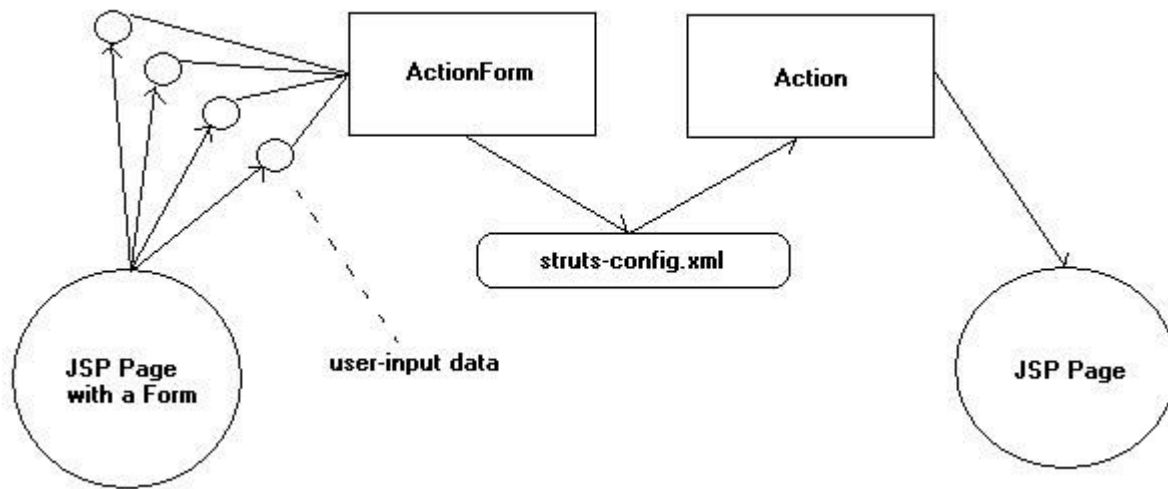 ActionForm
Action
struts-config.xml
user-input data
JSP Page
with a Form
JSP Page